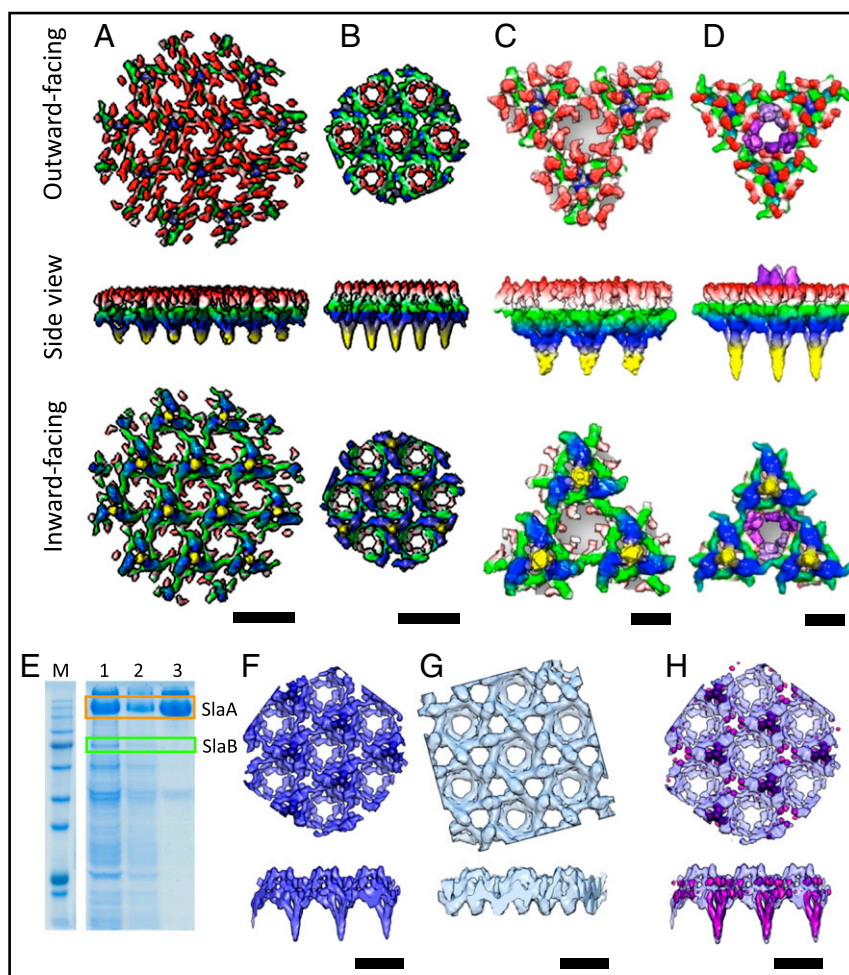 A B C D
Outward-facing
Side view
Inward-facing
E M 1 2 3 F G H
SlaA
SlaB